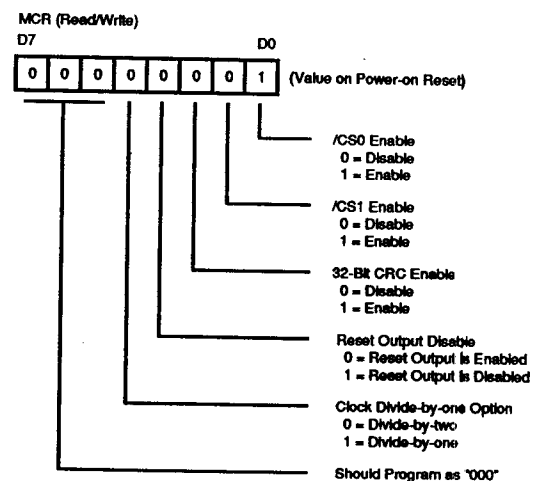 MCR (Read/Write)
D7 D0
0 0 0 0 0 0 0 1 (Value on Power-on Reset)
/CS0 Enable
0 = Disable
1 = Enable
/CS1 Enable
0 = Disable
1 = Enable
32-Bit CRC Enable
0 = Disable
1 = Enable
Reset Output Disable
0 = Reset Output Is Enabled
1 = Reset Output Is Disabled
Clock Divide-by-one Option
0 = Divide-by-two
1 = Divide-by-one
Should Program as "000"